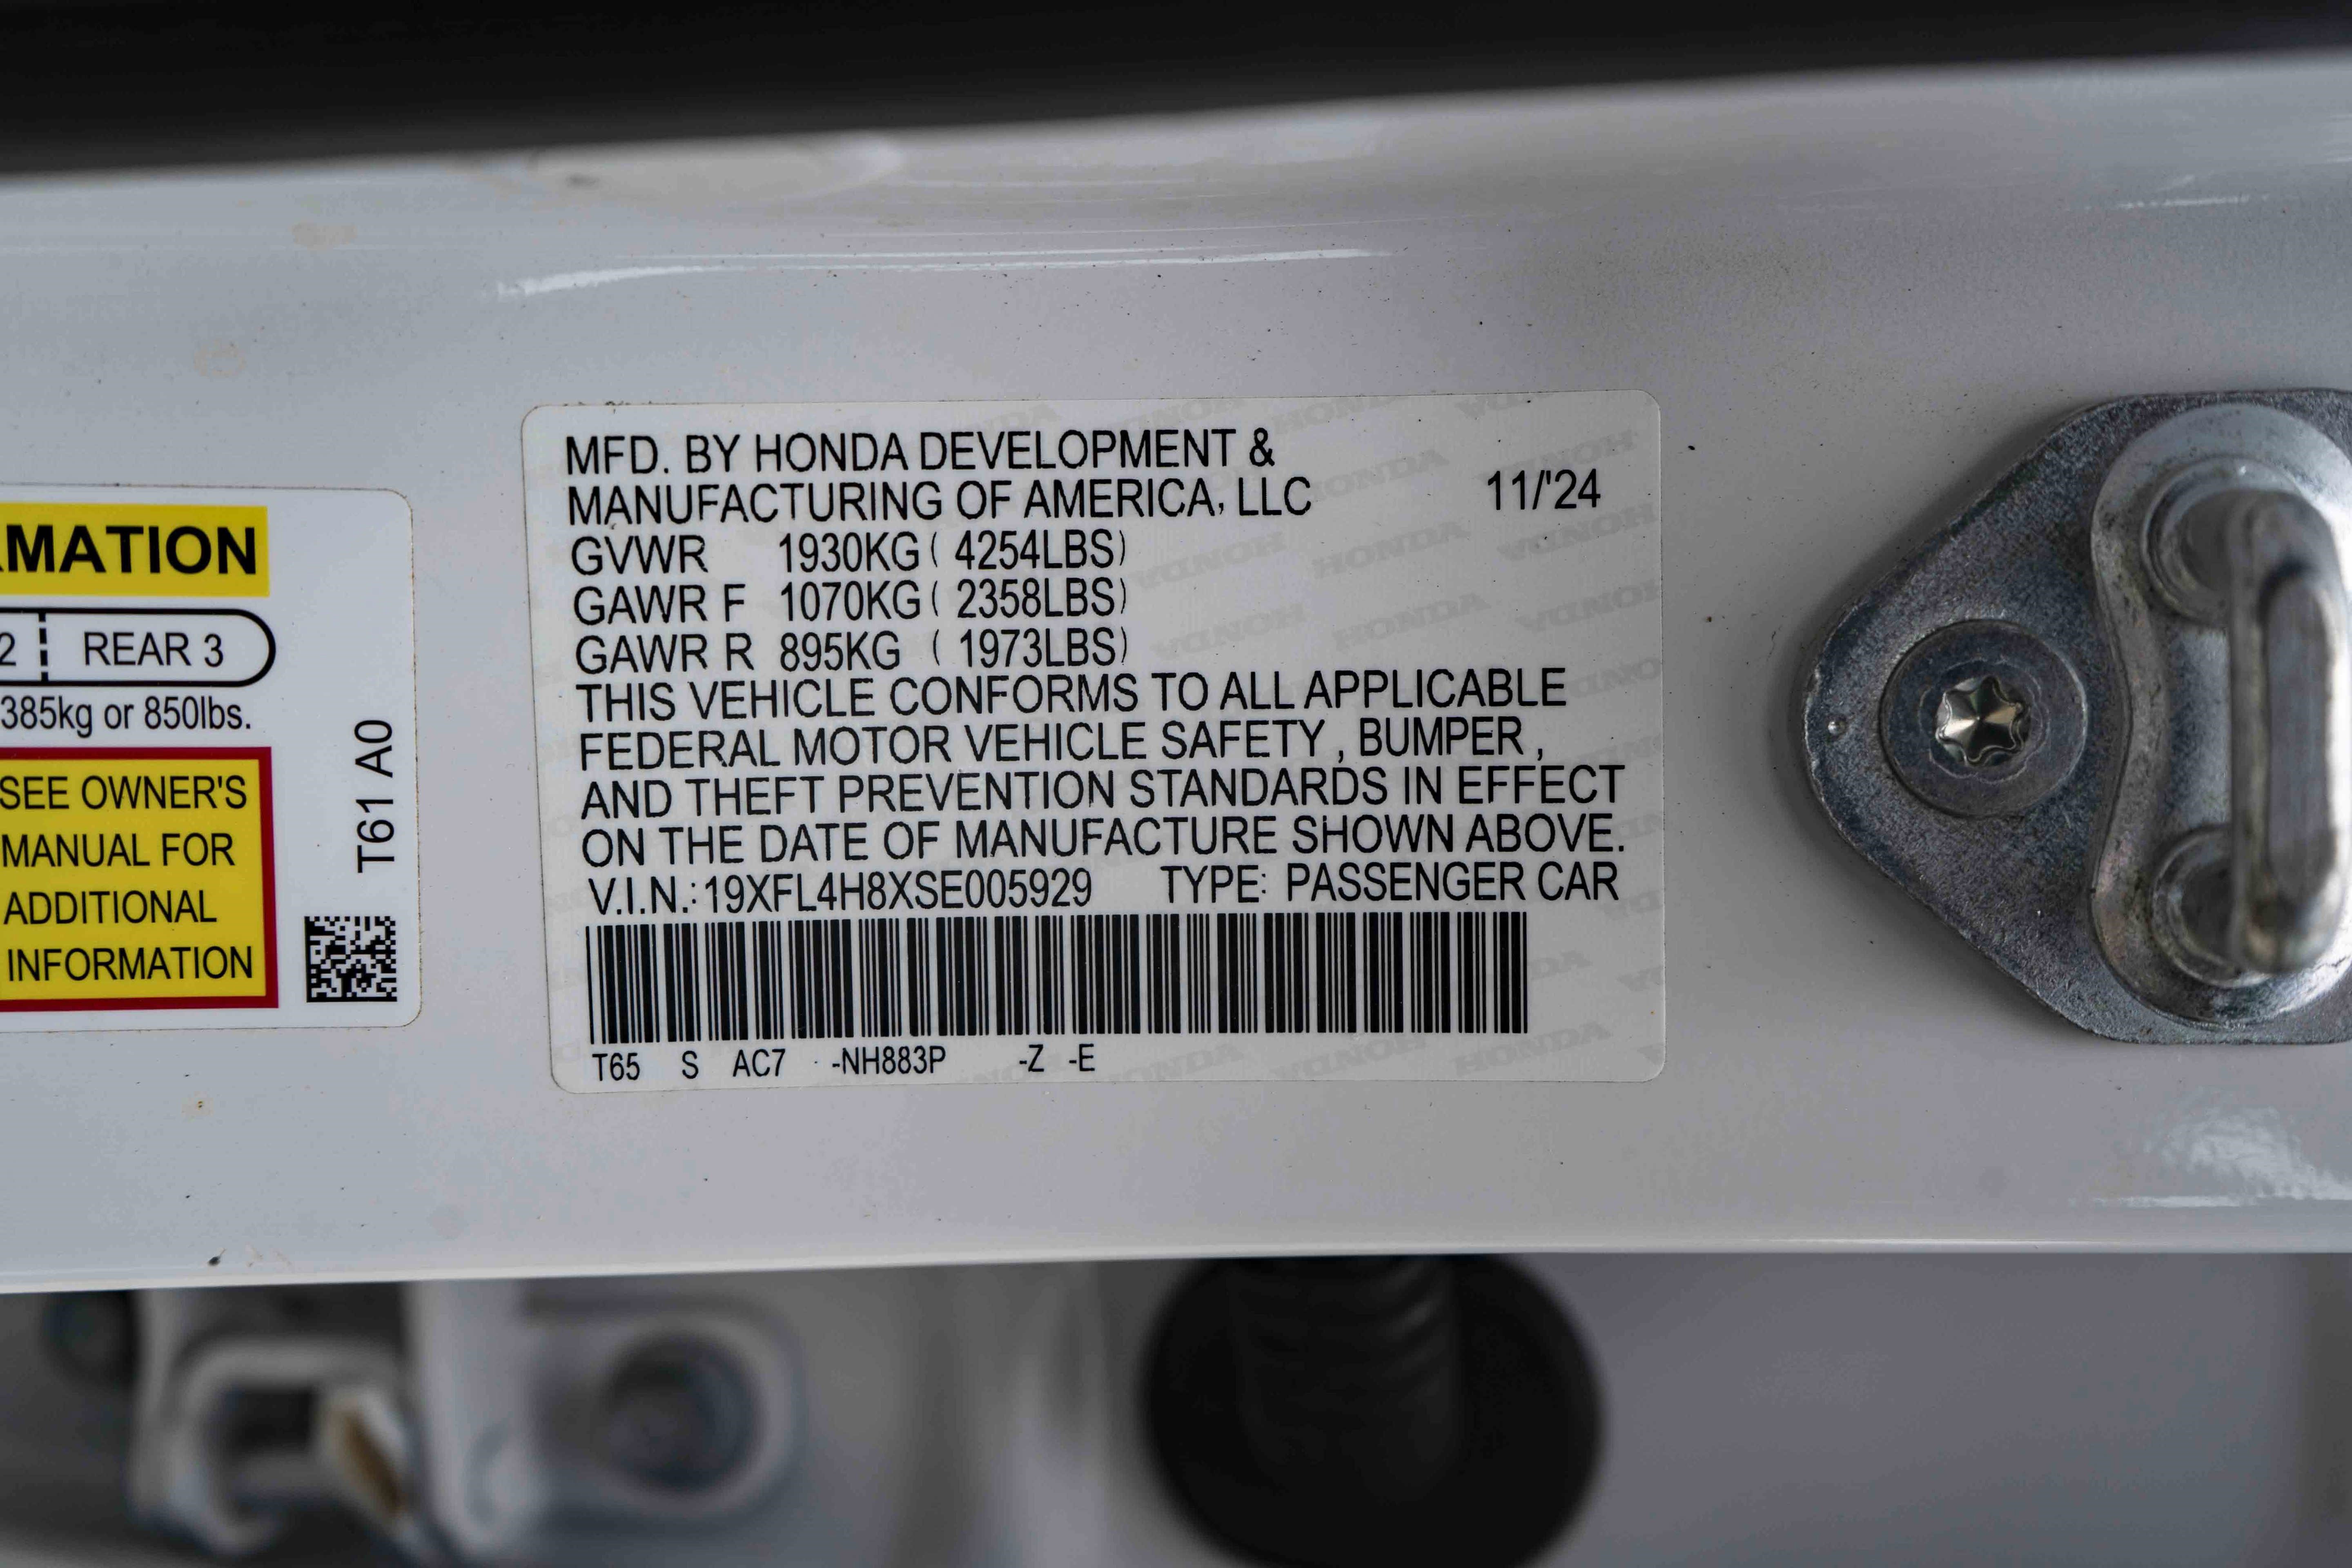 RMATION
2 REAR 3
385kg or 850lbs.
SEE OWNER'S
MANUAL FOR
ADDITIONAL
INFORMATION
T61 A0
MFD. BY HONDA DEVELOPMENT &
MANUFACTURING OF AMERICA, LLC 11/'24
GVWR 1930KG ( 4254LBS)
GAWR F 1070KG ( 2358LBS)
GAWR R 895KG ( 1973LBS)
THIS VEHICLE CONFORMS TO ALL APPLICABLE
FEDERAL MOTOR VEHICLE SAFETY , BUMPER ,
AND THEFT PREVENTION STANDARDS IN EFFECT
ON THE DATE OF MANUFACTURE SHOWN ABOVE.
V.I.N.: 19XFL4H8XSE005929 TYPE: PASSENGER CAR
T65 S AC7 -NH883P -Z -E